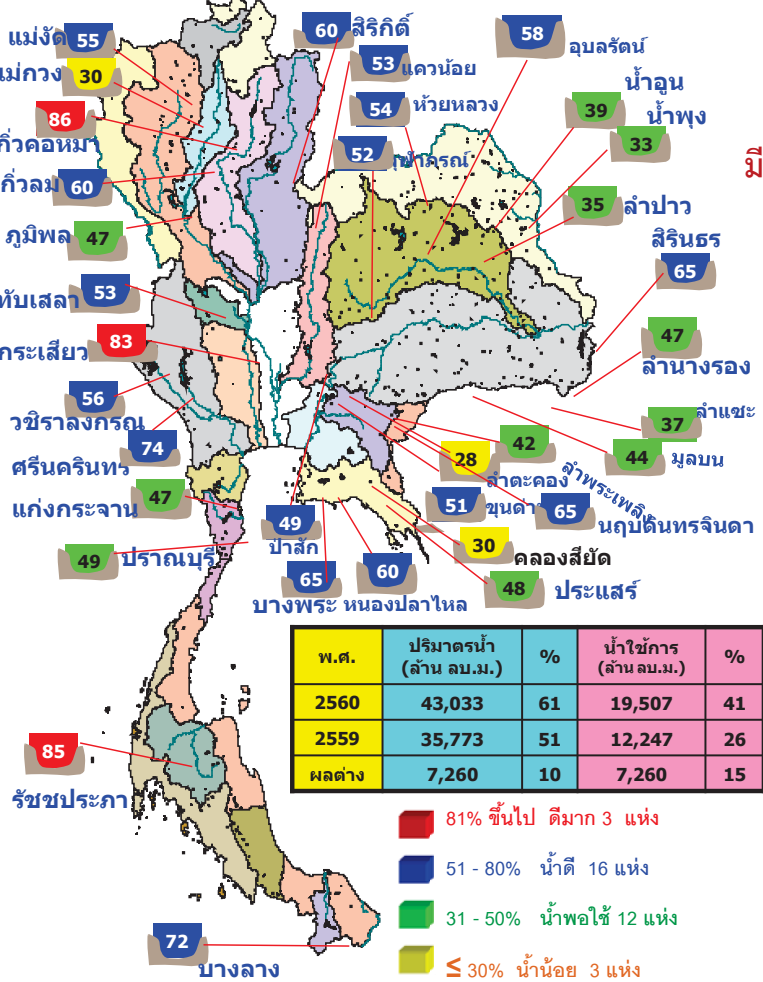 แม่งัด 55
แม่กวง 30
86
กิ่วคอหมา
กิ่วลม 60
ภูมิพล 47
ทับเสลา 53
กระเสียว 83
56
วชิราลงกรณ
74
ศรีนครินทร
47
แก่งกระจาน
49 ปราณบุรี
60 สิริกิติ์
53 แควน้อย
54 ห้วยหลวง
52
58 อุบลรัตน์
น้ำอูน
39 น้ำพุง
33
35 ลำปาว
สิรินธร
65
47
ลำนางรอง
37 ลำแซะ
44 มูลบน
42
28
ลำตะคอง
ลำพระเพลิง
51 ขุนด่าน
65 นฤบดินทรจินดา
49
ป่าสัก
30 คลองสียัด
65 60
บางพระ หนองปลาไหล
48 ประแสร์
มี
พ.ศ. ปริมาตรน้ำ (ล้าน ลบ.ม.) % น้ำใช้การ (ล้าน ลบ.ม.) %
2560 43,033 61 19,507 41
2559 35,773 51 12,247 26
ผลต่าง 7,260 10 7,260 15
85
รัชชประภา
72
บางลาง
81% ขึ้นไป ดีมาก 3 แห่ง
51 - 80% น้ำดี 16 แห่ง
31 - 50% น้ำพอใช้ 12 แห่ง
≤ 30% น้ำน้อย 3 แห่ง